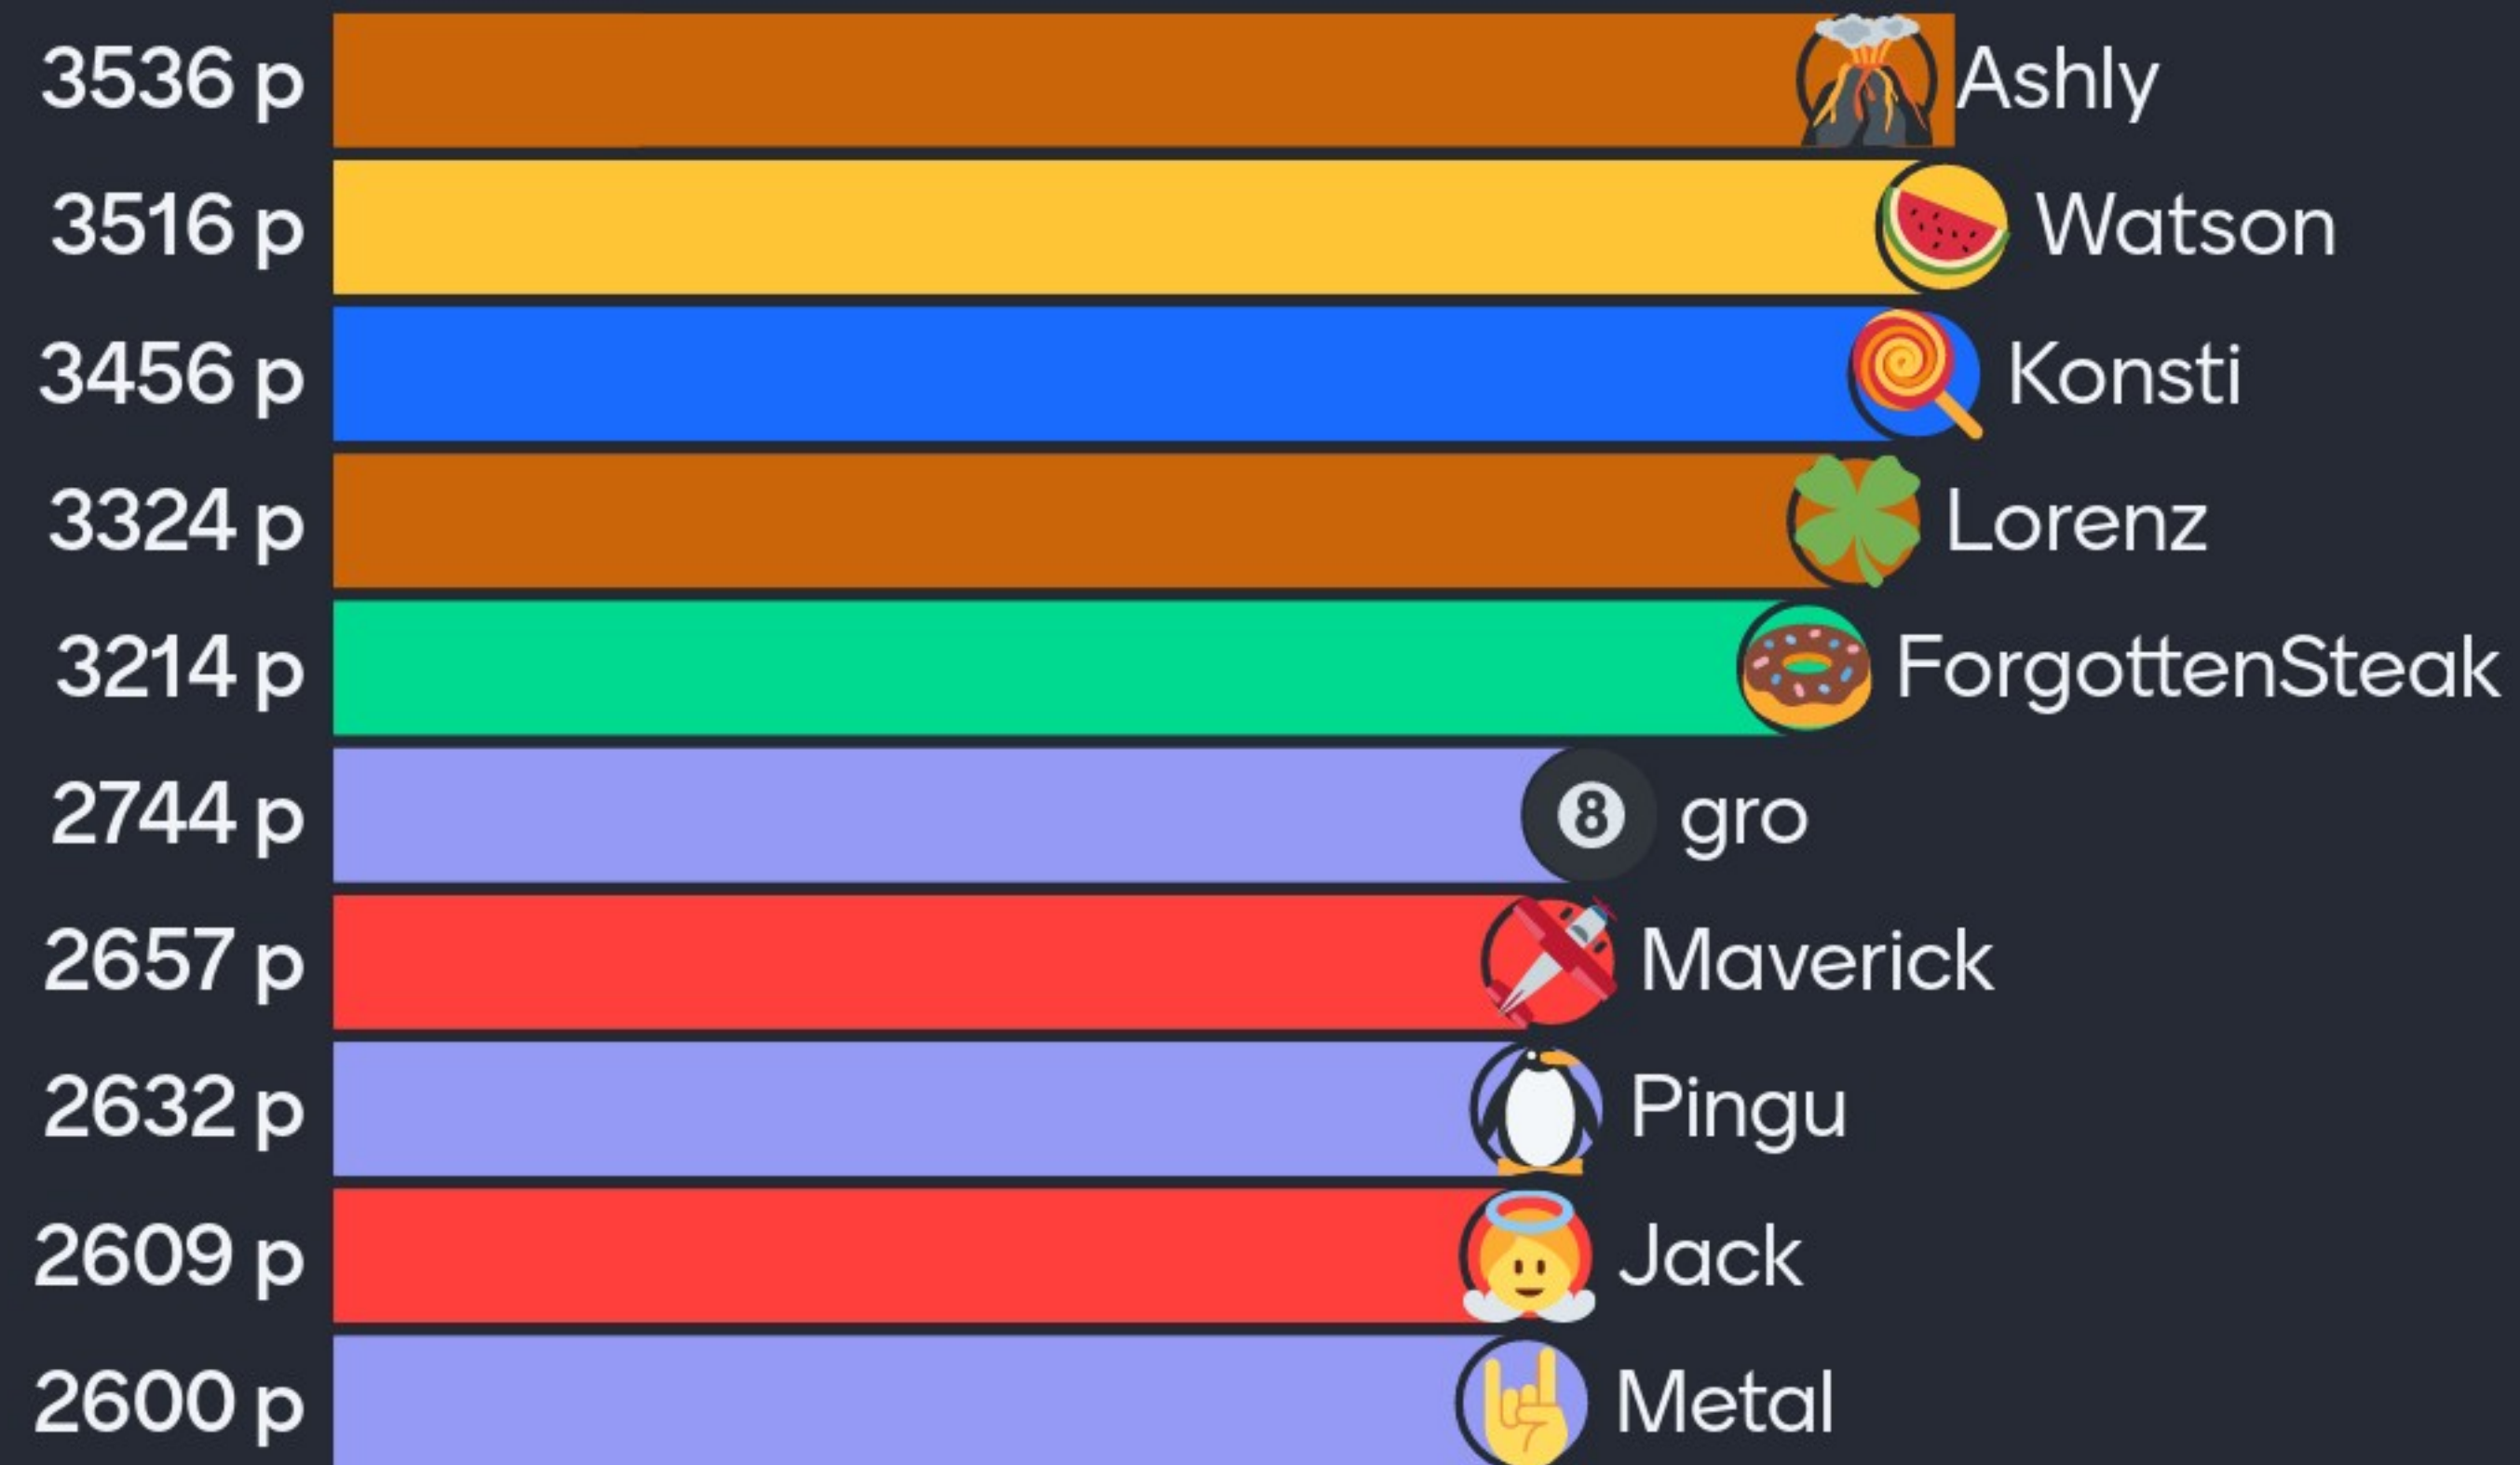 3536 p Ashly
3516 p Watson
3456 p Konsti
3324 p Lorenz
3214 p ForgottenSteak
2744 p 8 gro
2657 p Maverick
2632 p Pingu
2609 p Jack
2600 p Metal